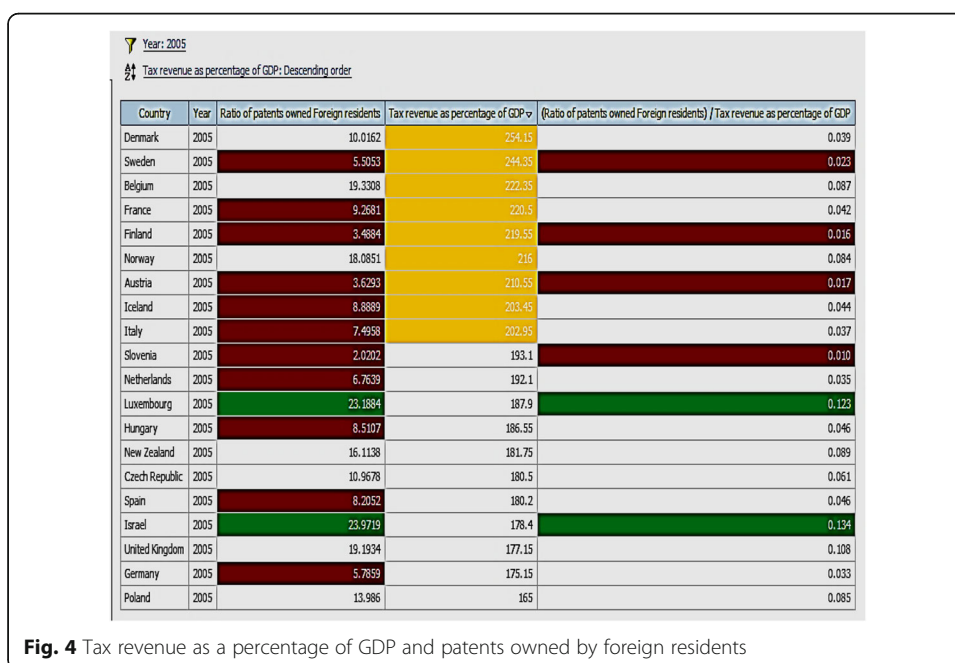 Year: 2005
Tax revenue as percentage of GDP: Descending order
Country Year Ratio of patents owned Foreign residents Tax revenue as percentage of GDP (Ratio of patents owned Foreign residents) / Tax revenue as percentage of GDP
Denmark 2005 10.0162 254.15 0.039
Sweden 2005 5.5053 244.35 0.023
Belgium 2005 19.3308 222.35 0.087
France 2005 9.2681 220.5 0.042
Finland 2005 3.4884 219.55 0.016
Norway 2005 18.0851 216 0.084
Austria 2005 3.6293 210.55 0.017
Iceland 2005 8.8889 203.45 0.044
Italy 2005 7.4958 202.95 0.037
Slovenia 2005 2.0202 193.1 0.010
Netherlands 2005 6.7639 192.1 0.035
Luxembourg 2005 23.1884 187.9 0.123
Hungary 2005 8.5107 186.55 0.046
New Zealand 2005 16.1138 181.75 0.089
Czech Republic 2005 10.9678 180.5 0.061
Spain 2005 8.2052 180.2 0.046
Israel 2005 23.9719 178.4 0.134
United Kingdom 2005 19.1934 177.15 0.108
Germany 2005 5.7859 175.15 0.033
Poland 2005 13.986 165 0.085
Fig. 4 Tax revenue as a percentage of GDP and patents owned by foreign residents